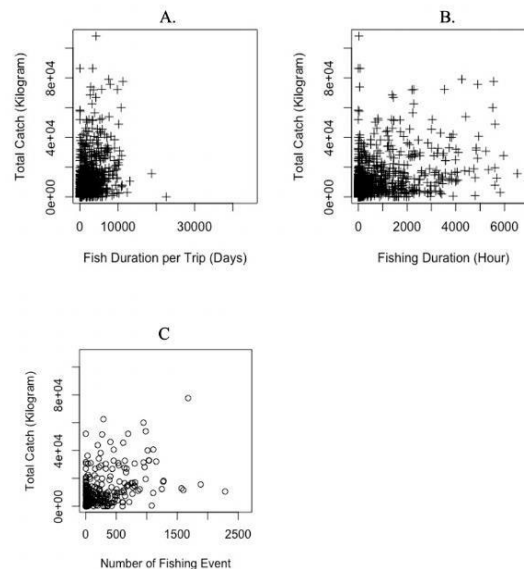 A.
Total Catch (Kilogram)
0e+00 4e+04 8e+04
0 10000 30000
Fish Duration per Trip (Days)
B.
Total Catch (Kilogram)
0e+00 4e+04 8e+04
0 2000 4000 6000
Fishing Duration (Hour)
C
Total Catch (Kilogram)
0e+00 4e+04 8e+04
0 500 1500 2500
Number of Fishing Event